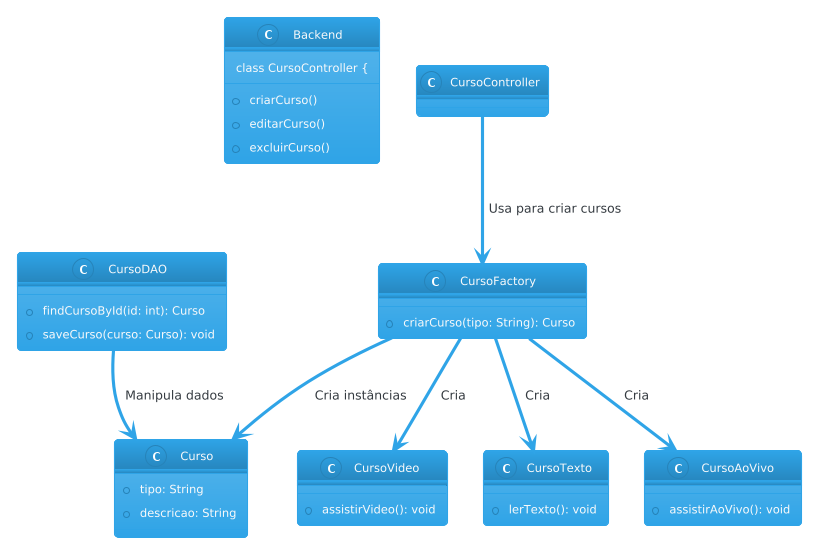 C Backend
class CursoController {
criarCurso()
editarCurso()
excluirCurso()
C CursoController
Usa para criar cursos
C CursoDAO
findCursoById(id: int): Curso
saveCurso(curso: Curso): void
C CursoFactory
criarCurso(tipo: String): Curso
Manipula dados
Cria instâncias
Cria
Cria
Cria
C Curso
tipo: String
descricao: String
C CursoVideo
assistirVideo(): void
C CursoTexto
lerTexto(): void
C CursoAoVivo
assistirAoVivo(): void